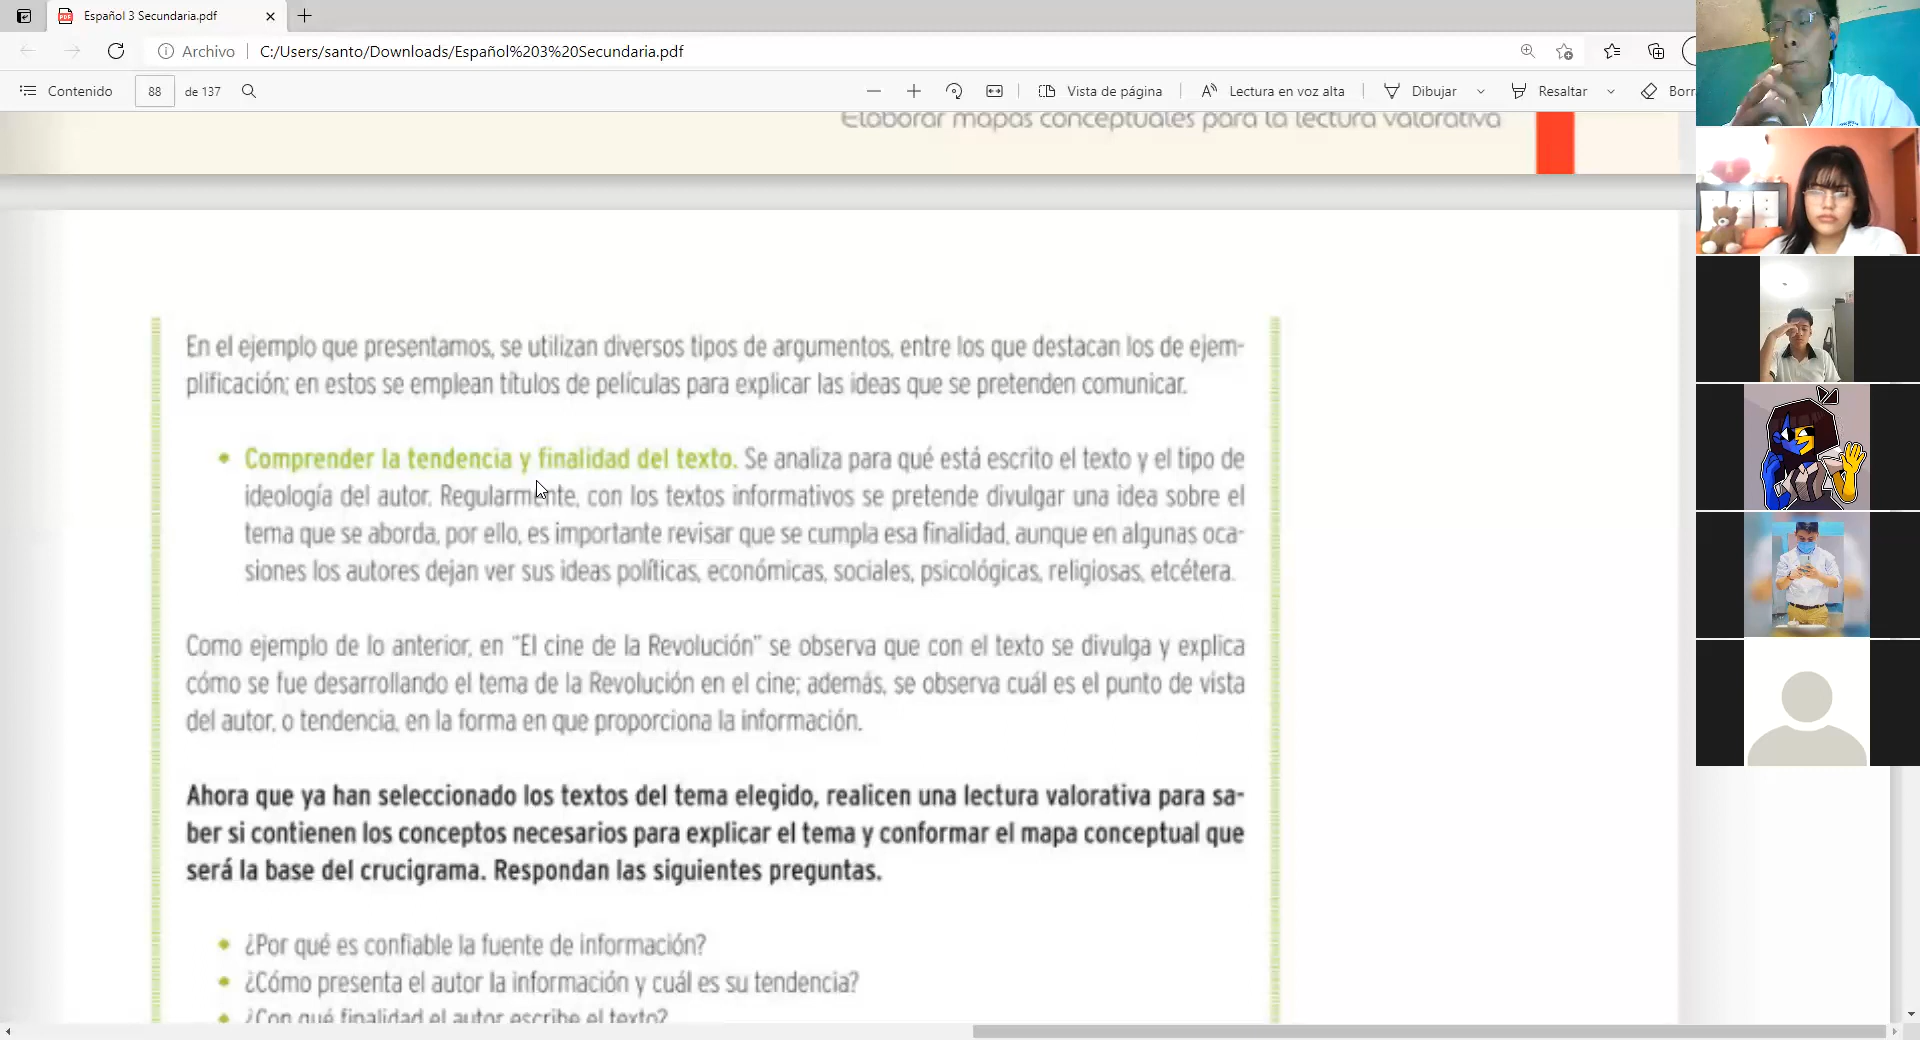 Español 3 Secundaria.pdf
Archivo
C:/Users/santo/Downloads/Español%203%20Secundaria.pdf
Contenido
88
de 137
Vista de página
Lectura en voz alta
Dibujar
Resaltar
Borr
Elaborar mapas conceptuales para la lectura valorativa
En el ejemplo que presentamos, se utilizan diversos tipos de argumentos, entre los que destacan los de ejem-
plificación; en estos se emplean títulos de películas para explicar las ideas que se pretenden comunicar.
• Comprender la tendencia y finalidad del texto. Se analiza para qué está escrito el texto y el tipo de
ideología del autor. Regularmente, con los textos informativos se pretende divulgar una idea sobre el
tema que se aborda, por ello, es importante revisar que se cumpla esa finalidad, aunque en algunas oca-
siones los autores dejan ver sus ideas políticas, económicas, sociales, psicológicas, religiosas, etcétera.
Como ejemplo de lo anterior, en "El cine de la Revolución" se observa que con el texto se divulga y explica
cómo se fue desarrollando el tema de la Revolución en el cine; además, se observa cuál es el punto de vista
del autor, o tendencia, en la forma en que proporciona la información.
Ahora que ya han seleccionado los textos del tema elegido, realicen una lectura valorativa para sa-
ber si contienen los conceptos necesarios para explicar el tema y conformar el mapa conceptual que
será la base del crucigrama. Respondan las siguientes preguntas.
• ¿Por qué es confiable la fuente de información?
• ¿Cómo presenta el autor la información y cuál es su tendencia?
• ¿Con qué finalidad el autor escribe el texto?